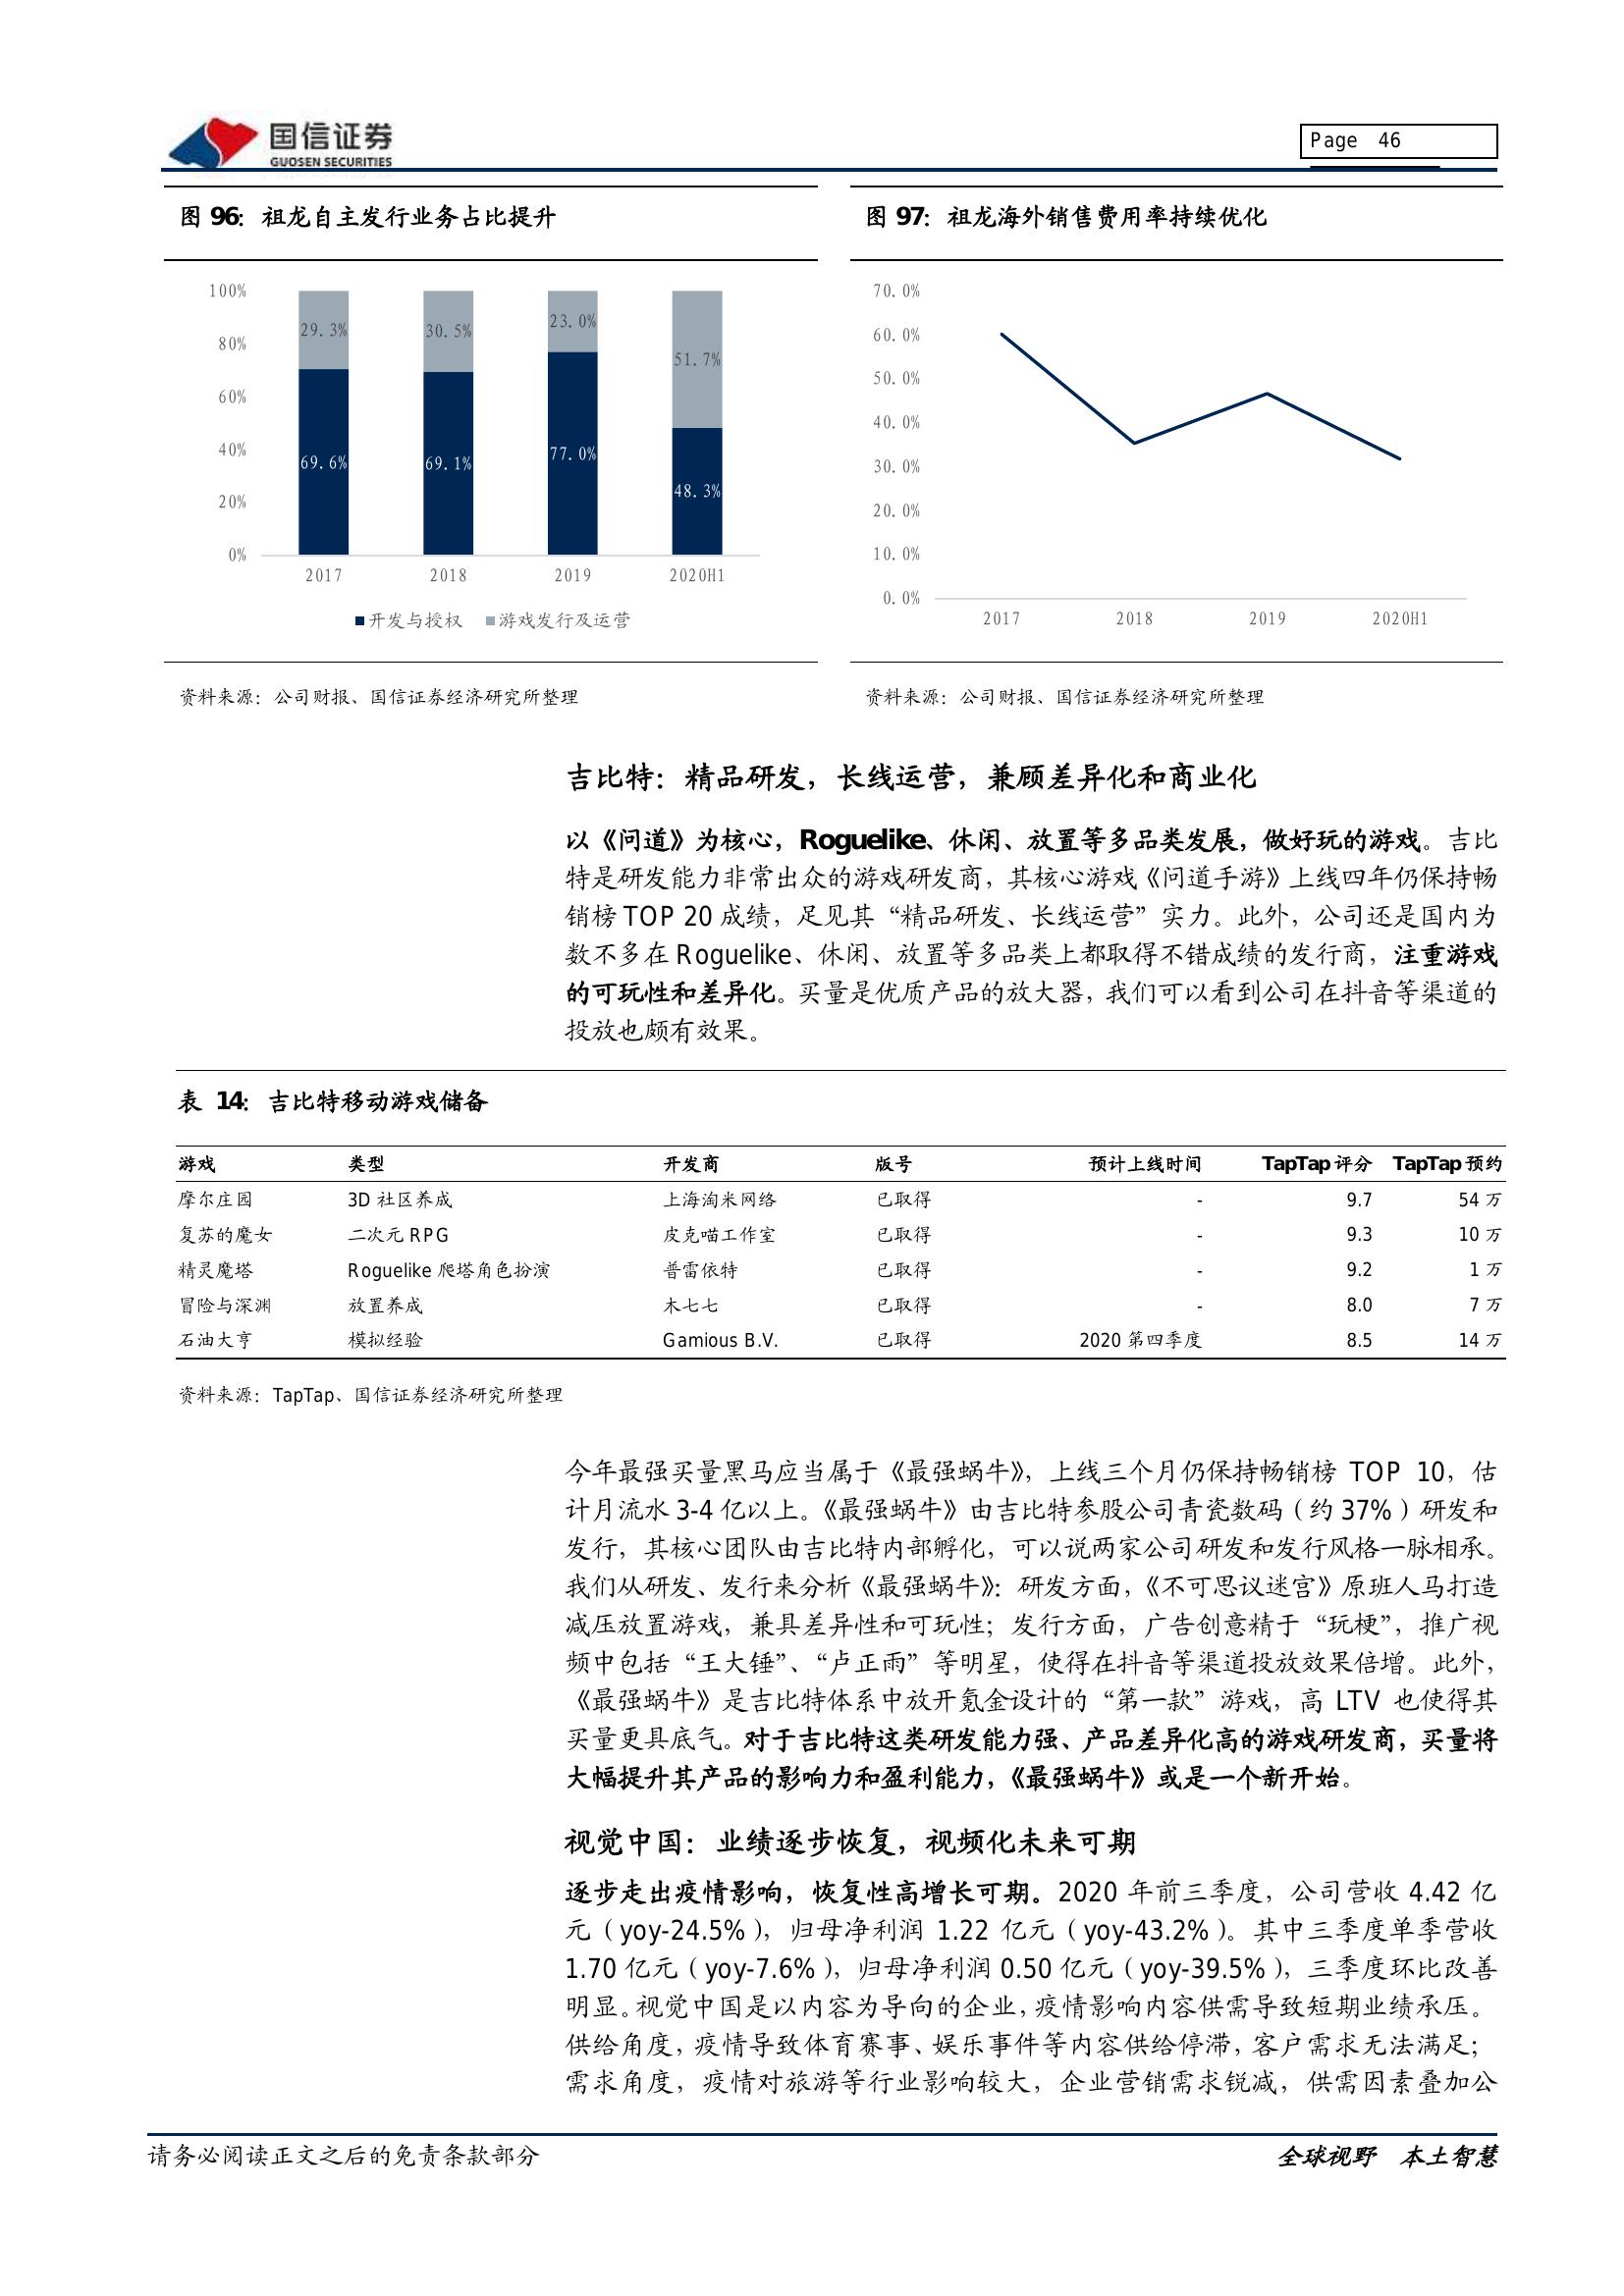 国信证券
GUOSEN SECURITIES
Page 46
图 96：祖龙自主发行业务占比提升
100%
80%
60%
40%
20%
0%
29.3%
30.5%
23.0%
51.7%
69.6%
69.1%
77.0%
48.3%
2017 2018 2019 2020H1
开发与授权 游戏发行及运营
资料来源：公司财报、国信证券经济研究所整理
图 97：祖龙海外销售费用率持续优化
70.0%
60.0%
50.0%
40.0%
30.0%
20.0%
10.0%
0.0%
2017 2018 2019 2020H1
资料来源：公司财报、国信证券经济研究所整理
吉比特：精品研发，长线运营，兼顾差异化和商业化
以《问道》为核心，Roguelike、休闲、放置等多品类发展，做好玩的游戏。吉比
特是研发能力非常出众的游戏研发商，其核心游戏《问道手游》上线四年仍保持畅
销榜 TOP 20 成绩，足见其“精品研发、长线运营”实力。此外，公司还是国内为
数不多在 Roguelike、休闲、放置等多品类上都取得不错成绩的发行商，注重游戏
的可玩性和差异化。买量是优质产品的放大器，我们可以看到公司在抖音等渠道的
投放也颇有效果。
表 14：吉比特移动游戏储备
游戏 类型 开发商 版号 预计上线时间 TapTap 评分 TapTap 预约
摩尔庄园 3D 社区养成 上海淘米网络 已取得 - 9.7 54 万
复苏的魔女 二次元 RPG 皮克喵工作室 已取得 - 9.3 10 万
精灵魔塔 Roguelike 爬塔角色扮演 普雷依特 已取得 - 9.2 1 万
冒险与深渊 放置养成 木七七 已取得 - 8.0 7 万
石油大亨 模拟经验 Gamious B.V. 已取得 2020 第四季度 8.5 14 万
资料来源：TapTap、国信证券经济研究所整理
今年最强买量黑马应当属于《最强蜗牛》，上线三个月仍保持畅销榜 TOP 10，估
计月流水 3-4 亿以上。《最强蜗牛》由吉比特参股公司青瓷数码（约 37%）研发和
发行，其核心团队由吉比特内部孵化，可以说两家公司研发和发行风格一脉相承。
我们从研发、发行来分析《最强蜗牛》：研发方面，《不可思议迷宫》原班人马打造
减压放置游戏，兼具差异性和可玩性；发行方面，广告创意精于“玩梗”，推广视
频中包括“王大锤”、“卢正雨”等明星，使得在抖音等渠道投放效果倍增。此外，
《最强蜗牛》是吉比特体系中放开氪金设计的“第一款”游戏，高 LTV 也使得其
买量更具底气。对于吉比特这类研发能力强、产品差异化高的游戏研发商，买量将
大幅提升其产品的影响力和盈利能力，《最强蜗牛》或是一个新开始。
视觉中国：业绩逐步恢复，视频化未来可期
逐步走出疫情影响，恢复性高增长可期。2020 年前三季度，公司营收 4.42 亿
元（yoy-24.5%），归母净利润 1.22 亿元（yoy-43.2%）。其中三季度单季营收
1.70 亿元（yoy-7.6%），归母净利润 0.50 亿元（yoy-39.5%），三季度环比改善
明显。视觉中国是以内容为导向的企业，疫情影响内容供需导致短期业绩承压。
供给角度，疫情导致体育赛事、娱乐事件等内容供给停滞，客户需求无法满足；
需求角度，疫情对旅游等行业影响较大，企业营销需求锐减，供需因素叠加公
请务必阅读正文之后的免责条款部分
全球视野 本土智慧